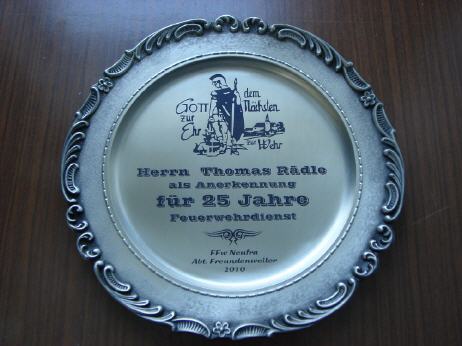 GOTT dem
zur Nächsten
Ehr zur Wehr
Herrn Thomas Rädle
als Anerkennung
für 25 Jahre
Feuerwehrdienst
FFw Neufra
Abt. Freudenweiler
2010